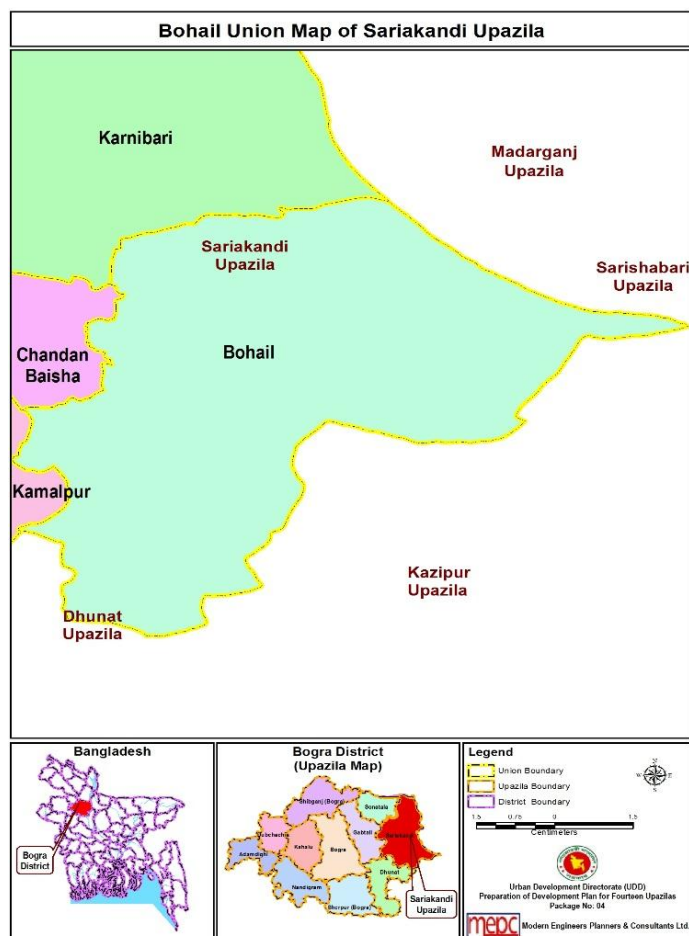 Bohail Union Map of Sariakandi Upazila
Karnibari
Madarganj
Upazila
Sariakandi
Upazila
Sarishabari
Upazila
Chandan
Baisha
Bohail
Kamalpur
Kazipur
Upazila
Dhunat
Upazila
Bangladesh
Bogra
District
Bogra District
(Upazila Map)
Shibganj (Bogra)
Sonatola
Gabtali
Kahalu
Bogra
Adamdighi
Dhunat
Nandigram
Sherpur (Bogra)
Sariakandi
Upazila
Legend
Union Boundary
Upazila Boundary
District Boundary
N
W
E
S
1.5 0.75 0 1.5
Centimeters
Urban Development Directorate (UDD)
Preparation of Development Plan for Fourteen Upazilas
Package No: 04
mepc Modern Engineers Planners & Consultants Ltd.